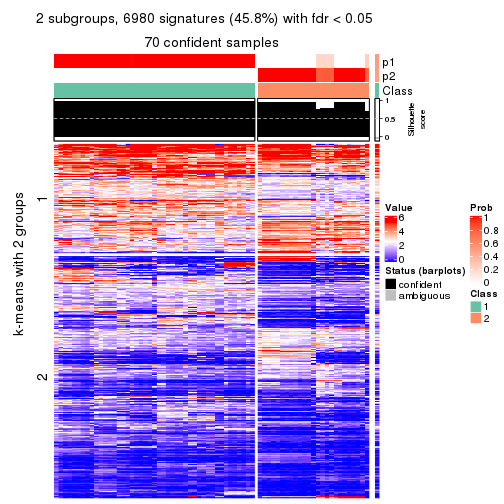 2 subgroups, 6980 signatures (45.8%) with fdr < 0.05
70 confident samples
p1
p2
Class
1
0.5
0
Silhouette
score
k-means with 2 groups
1
2
Value
6
4
2
0
Status (barplots)
confident
ambiguous
Prob
1
0.8
0.6
0.4
0.2
0
Class
1
2